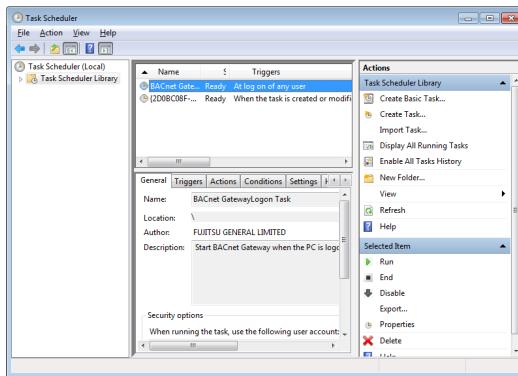 Task Scheduler
File Action View Help
Task Scheduler (Local)
Task Scheduler Library
Name Triggers
BACnet Gate... Ready At log on of any user
{2D0BC08F-... Ready When the task is created or modifi
General Triggers Actions Conditions Settings
Name: BACnet GatewayLogon Task
Location: \
Author: FUJITSU GENERAL LIMITED
Description: Start BACnet Gateway when the PC is logo
Security options
When running the task, use the following user account:
Actions
Task Scheduler Library
Create Basic Task...
Create Task...
Import Task...
Display All Running Tasks
Enable All Tasks History
New Folder...
View
Refresh
Help
Selected Item
Run
End
Disable
Export...
Properties
Delete